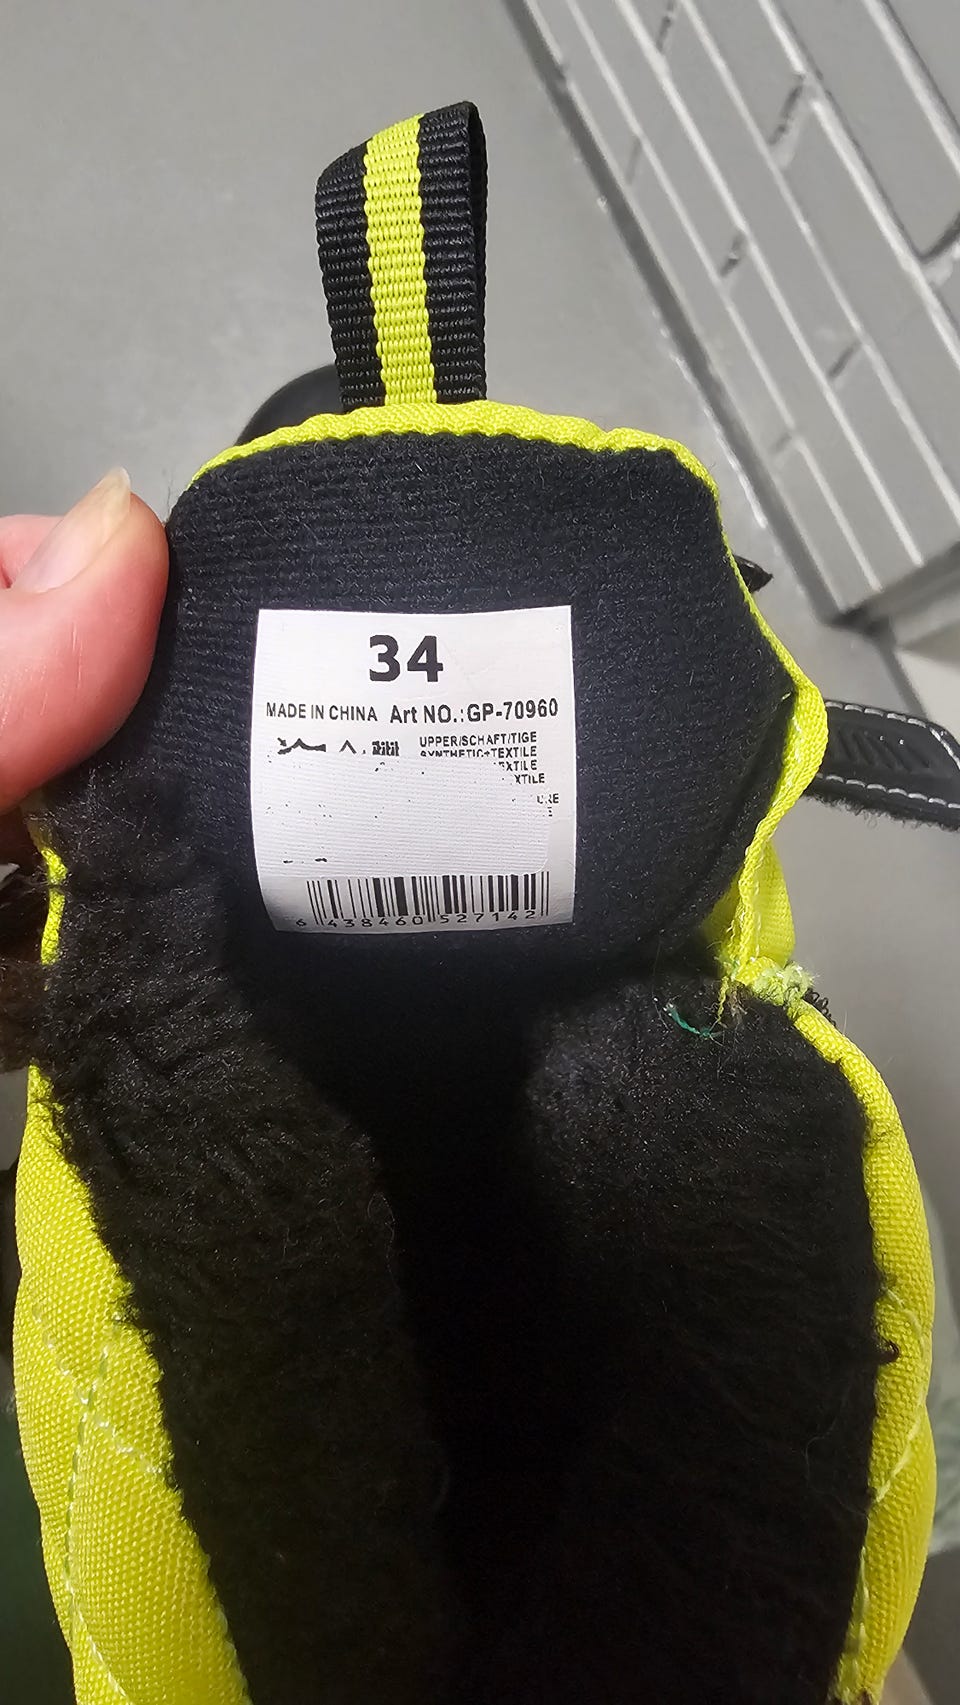 34
MADE IN CHINA Art NO.:GP-70960
UPPER/SCHAFT/TIGE
SYNTHETIC+TEXTILE
6 438460 527142